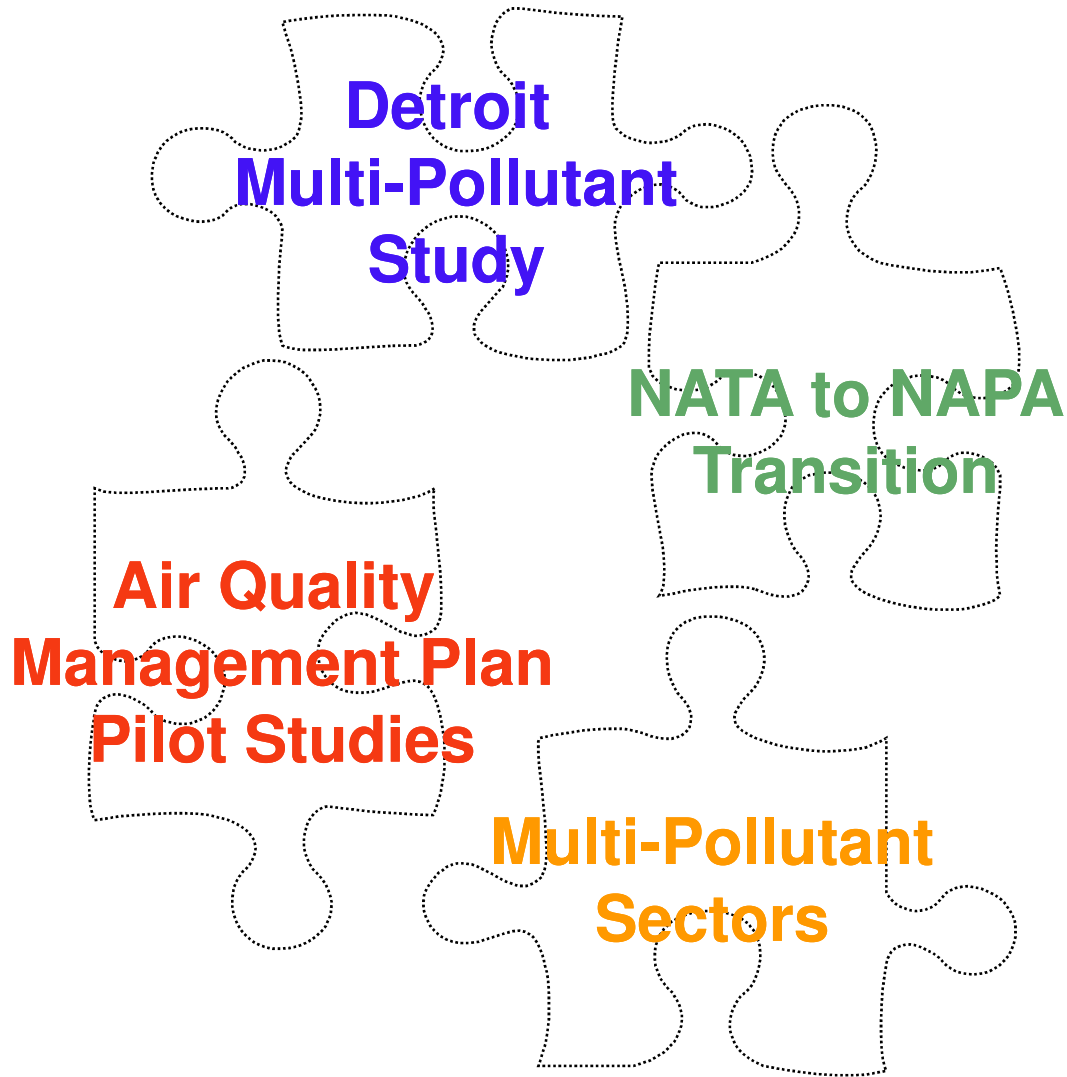 Detroit
Multi-Pollutant
Study
NATA to NAPA
Transition
Air Quality
Management Plan
Pilot Studies
Multi-Pollutant
Sectors